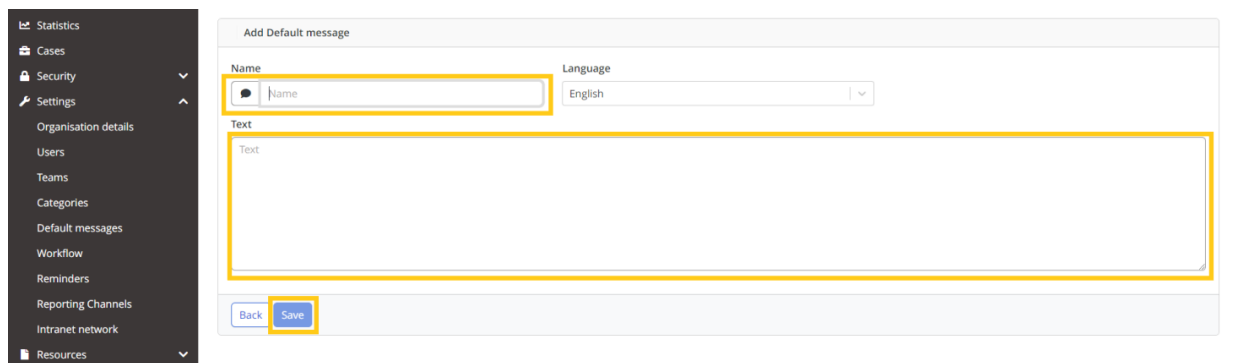 Statistics
Cases
Security
Settings
Organisation details
Users
Teams
Categories
Default messages
Workflow
Reminders
Reporting Channels
Intranet network
Resources
Add Default message
Name
Language
Name
English
Text
Text
Back
Save